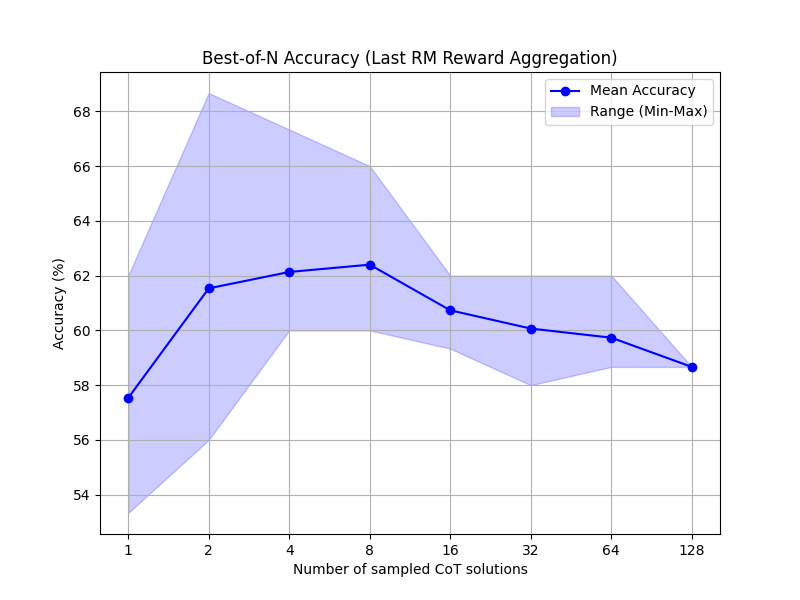 Best-of-N Accuracy (Last RM Reward Aggregation)
Mean Accuracy
Range (Min-Max)
Accuracy (%)
68
66
64
62
60
58
56
54
1 2 4 8 16 32 64 128
Number of sampled CoT solutions